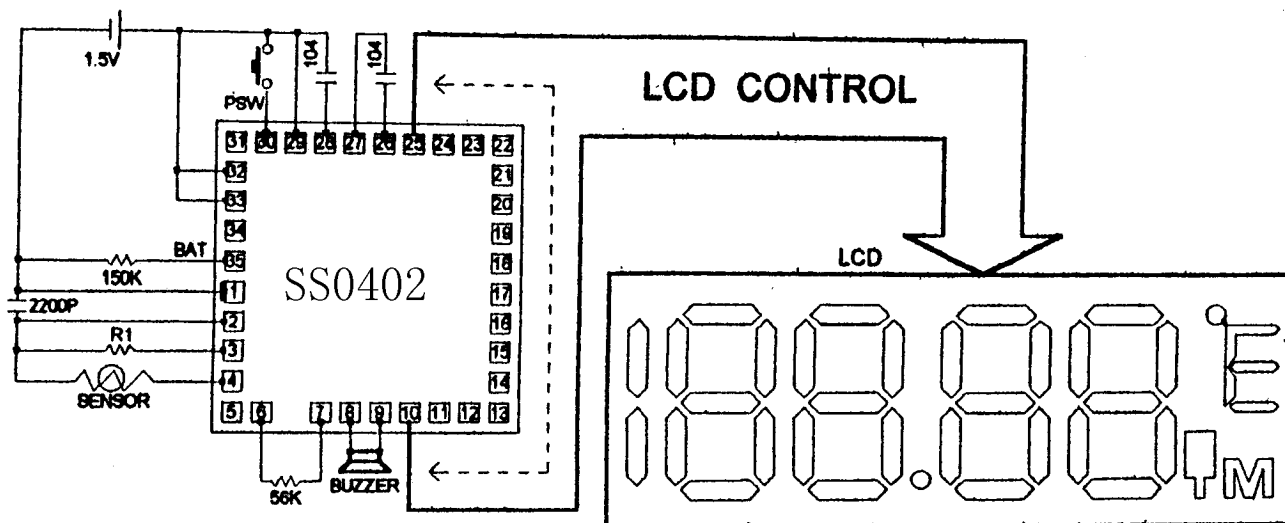 1.5V
PSW
104
104
LCD CONTROL
31 30 29 28 27 26 25 24 23 22
32
33
34
BAT 35
150K
1
2200P
2
R1
3
4
SENSOR
SS0402
21
20
19
18
17
16
15
14
5 6 7 8 9 10 11 12 13
56K
BUZZER
LCD
M